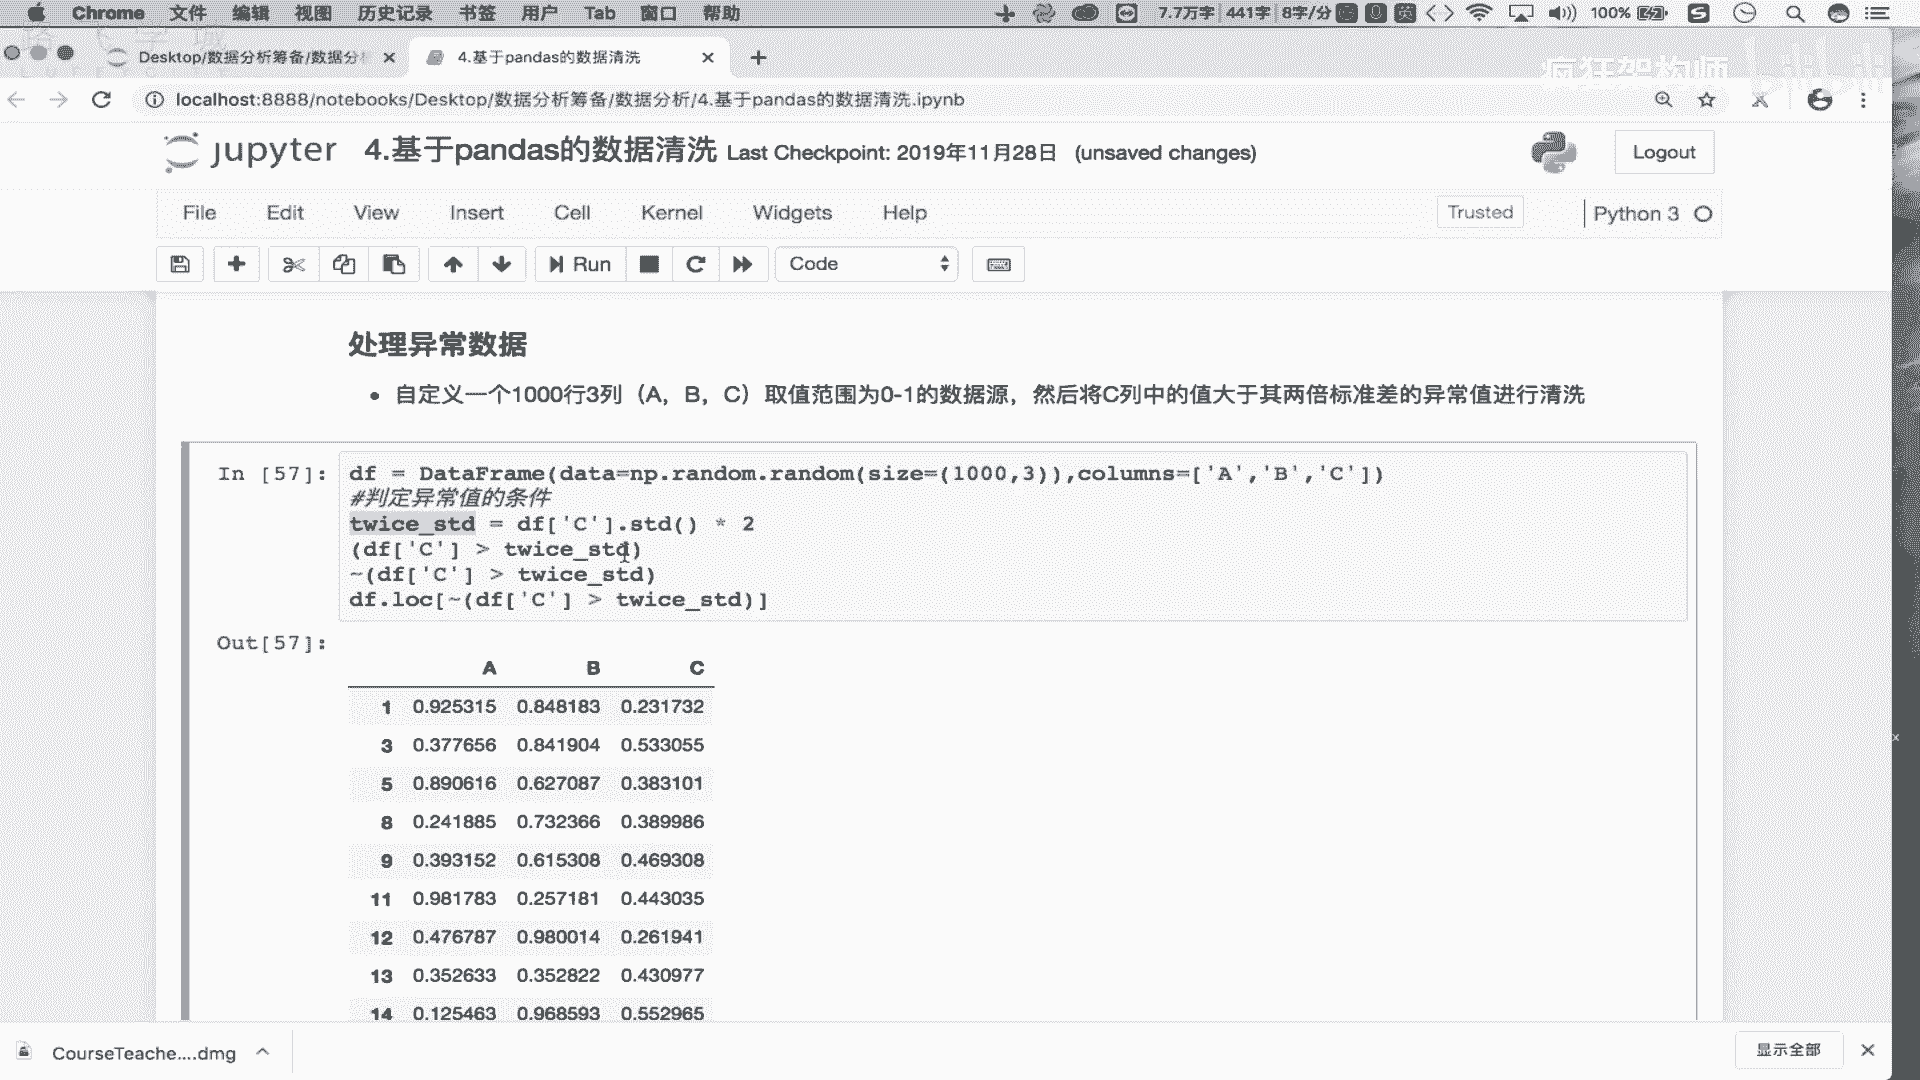 Chrome 文件 编辑 视图 历史记录 书签 用户 Tab 窗口 帮助 7.7万字 441字 8字/分 英 100%
Desktop/数据分析筹备/数据分 4.基于pandas的数据清洗
疯狂架构师 bilibili
localhost:8888/notebooks/Desktop/数据分析筹备/数据分析/4.基于pandas的数据清洗.ipynb
jupyter 4.基于pandas的数据清洗 Last Checkpoint: 2019年11月28日 (unsaved changes) Logout
File Edit View Insert Cell Kernel Widgets Help Trusted Python 3
Run Code
处理异常数据
自定义一个1000行3列（A，B，C）取值范围为0-1的数据源，然后将C列中的值大于其两倍标准差的异常值进行清洗
In [57]: df = DataFrame(data=np.random.random(size=(1000,3)),columns=['A','B','C'])
#判定异常值的条件
twice_std = df['C'].std() * 2
(df['C'] > twice_std)
~(df['C'] > twice_std)
df.loc[~(df['C'] > twice_std)]
Out[57]:
A B C
1 0.925315 0.848183 0.231732
3 0.377656 0.841904 0.533055
5 0.890616 0.627087 0.383101
8 0.241885 0.732366 0.389986
9 0.393152 0.615308 0.469308
11 0.981783 0.257181 0.443035
12 0.476787 0.980014 0.261941
13 0.352633 0.352822 0.430977
14 0.125463 0.968593 0.552965
CourseTeache....dmg 显示全部